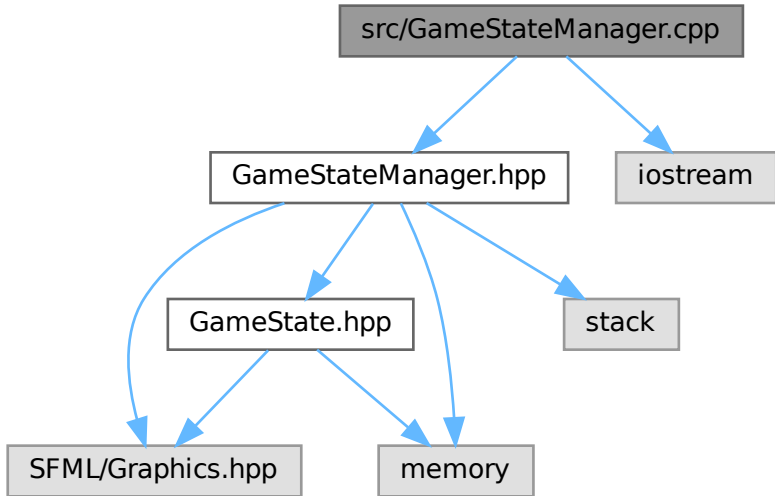 src/GameStateManager.cpp
GameStateManager.hpp
iostream
GameState.hpp
stack
SFML/Graphics.hpp
memory